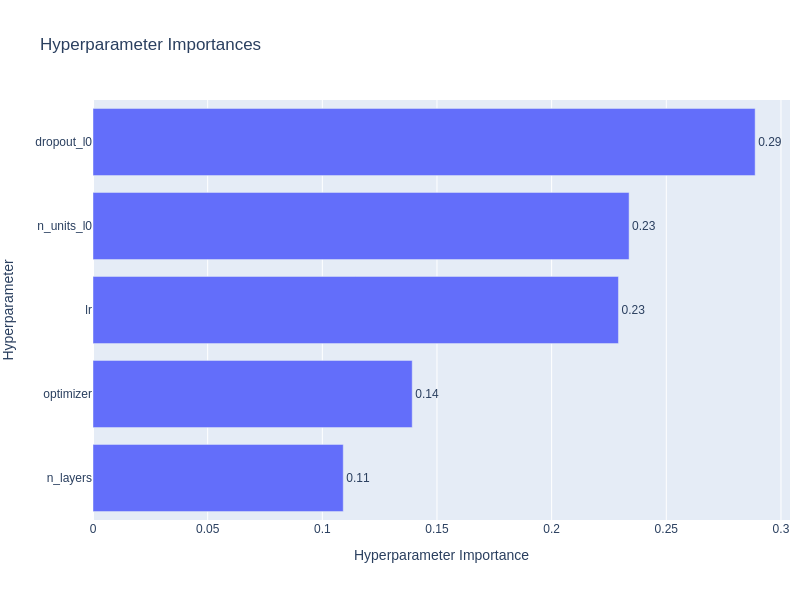 Hyperparameter Importances
Hyperparameter
dropout_l0
0.29
n_units_l0
0.23
lr
0.23
optimizer
0.14
n_layers
0.11
0
0.05
0.1
0.15
0.2
0.25
0.3
Hyperparameter Importance